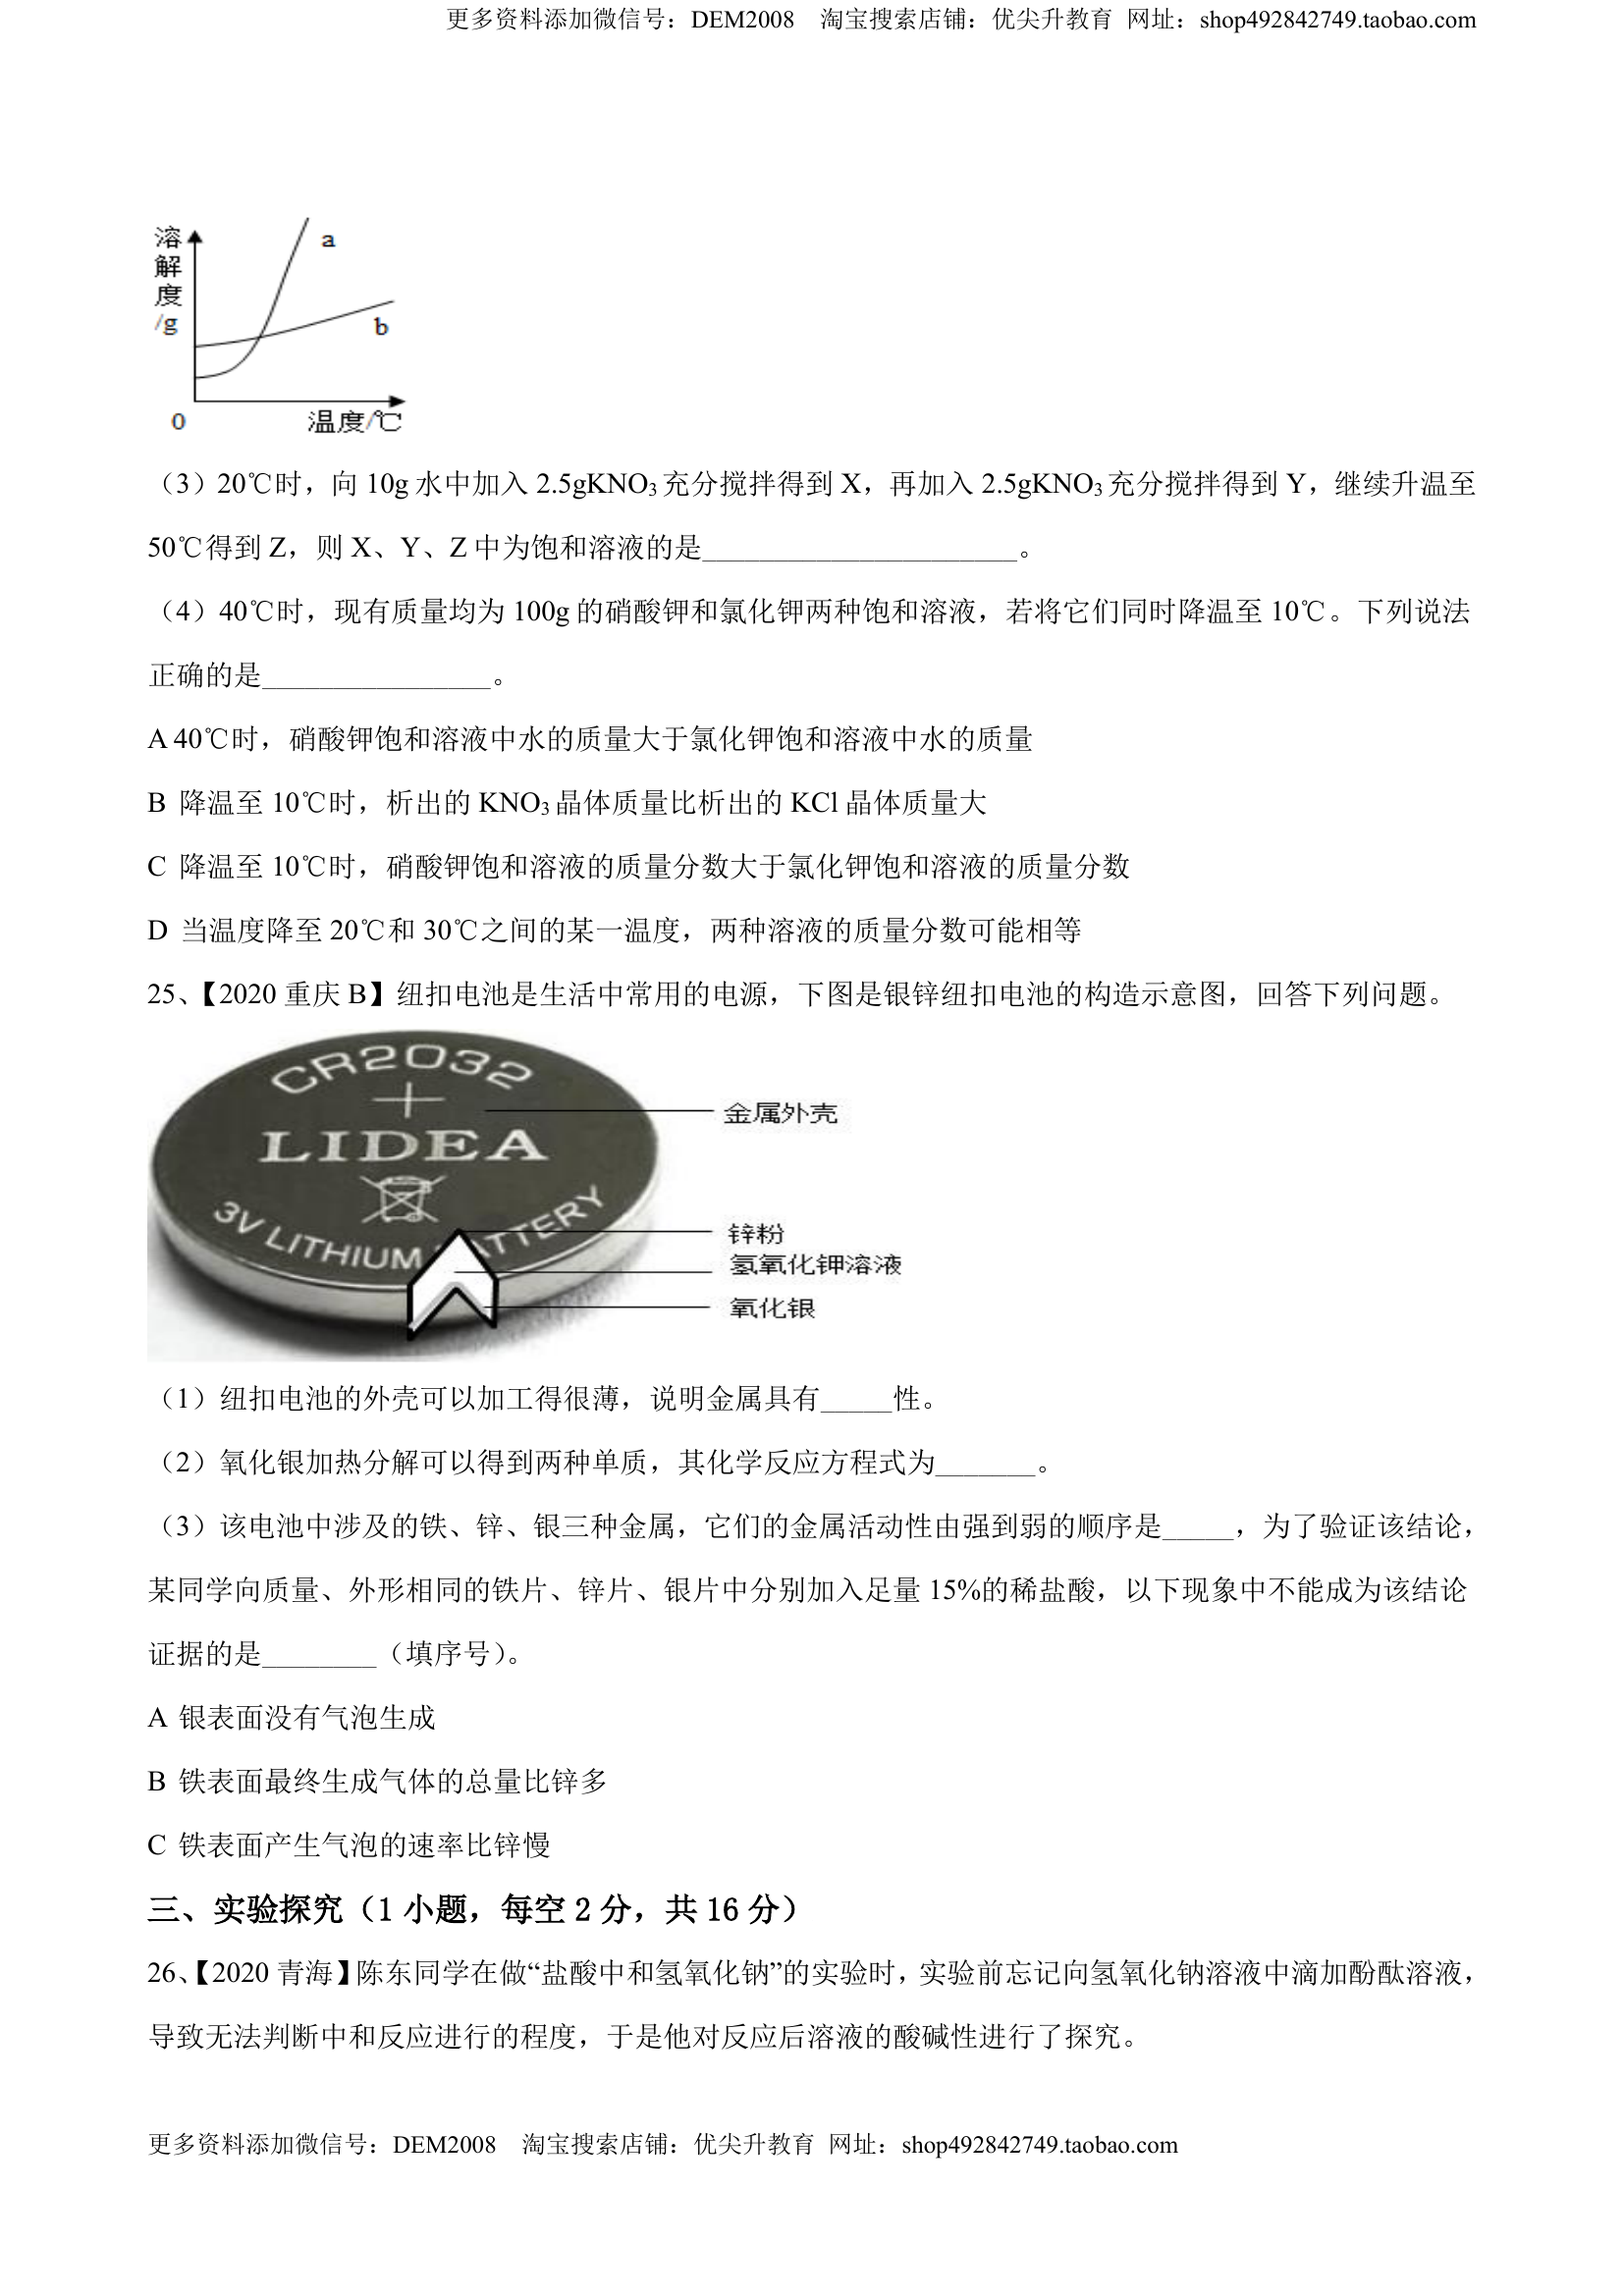 更多资料添加微信号：DEM2008 淘宝搜索店铺：优尖升教育 网址：shop492842749.taobao.com
溶解度/g
a
b
0
温度/℃
（3）20℃时，向 10g 水中加入 2.5gKNO₃充分搅拌得到 X，再加入 2.5gKNO₃充分搅拌得到 Y，继续升温至
50℃得到 Z，则 X、Y、Z 中为饱和溶液的是______________________。
（4）40℃时，现有质量均为 100g 的硝酸钾和氯化钾两种饱和溶液，若将它们同时降温至 10℃。下列说法
正确的是________________。
A 40℃时，硝酸钾饱和溶液中水的质量大于氯化钾饱和溶液中水的质量
B 降温至 10℃时，析出的 KNO₃晶体质量比析出的 KCl 晶体质量大
C 降温至 10℃时，硝酸钾饱和溶液的质量分数大于氯化钾饱和溶液的质量分数
D 当温度降至 20℃和 30℃之间的某一温度，两种溶液的质量分数可能相等
25、【2020 重庆 B】纽扣电池是生活中常用的电源，下图是银锌纽扣电池的构造示意图，回答下列问题。
CR2032
+
LIDEA
3V LITHIUM BATTERY
金属外壳
锌粉
氢氧化钾溶液
氧化银
（1）纽扣电池的外壳可以加工得很薄，说明金属具有_____性。
（2）氧化银加热分解可以得到两种单质，其化学反应方程式为_______。
（3）该电池中涉及的铁、锌、银三种金属，它们的金属活动性由强到弱的顺序是_____，为了验证该结论，
某同学向质量、外形相同的铁片、锌片、银片中分别加入足量 15%的稀盐酸，以下现象中不能成为该结论
证据的是________（填序号）。
A 银表面没有气泡生成
B 铁表面最终生成气体的总量比锌多
C 铁表面产生气泡的速率比锌慢
三、实验探究（1 小题，每空 2 分，共 16 分）
26、【2020 青海】陈东同学在做“盐酸中和氢氧化钠”的实验时，实验前忘记向氢氧化钠溶液中滴加酚酞溶液，
导致无法判断中和反应进行的程度，于是他对反应后溶液的酸碱性进行了探究。
更多资料添加微信号：DEM2008 淘宝搜索店铺：优尖升教育 网址：shop492842749.taobao.com